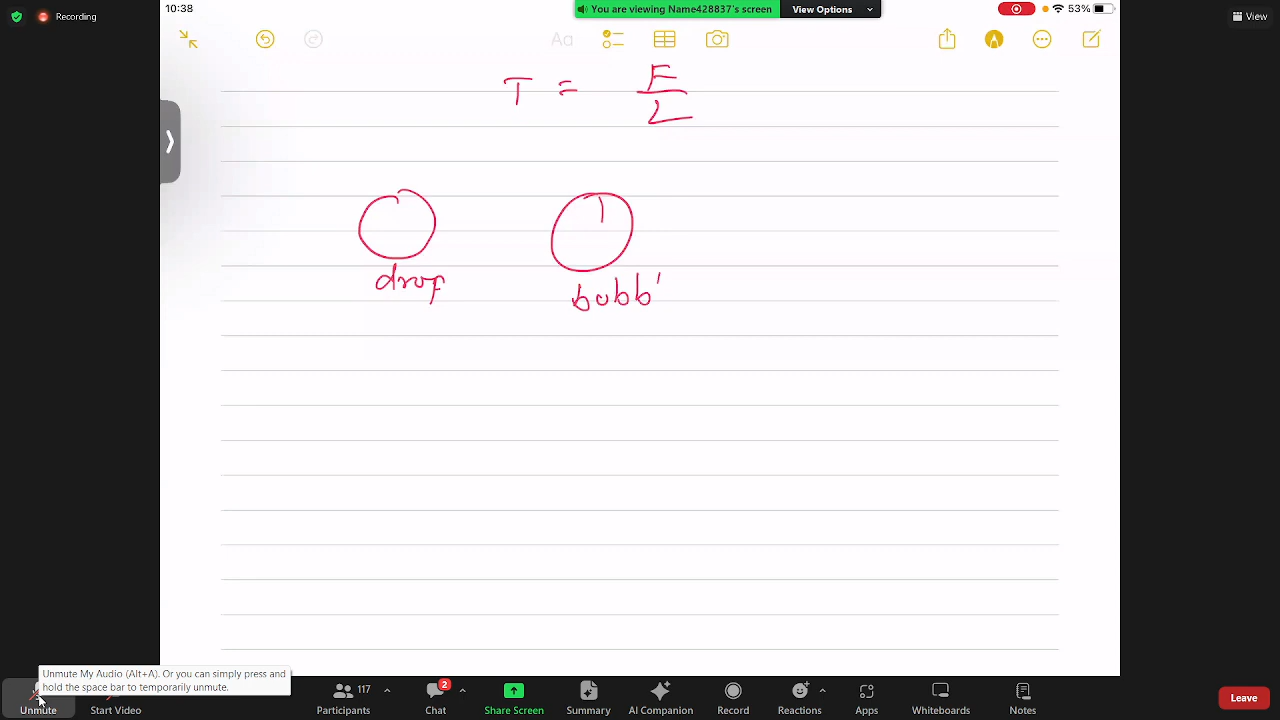 10:38
You are viewing Name428837's screen
View Options
53%
Recording
View
Aa
T = F/L
drop
bubb'
Unmute My Audio (Alt+A). Or you can simply press and
hold the space bar to temporarily unmute.
Unmute
Start Video
Participants
117
Chat
2
Share Screen
Summary
AI Companion
Record
Reactions
Apps
Whiteboards
Notes
Leave